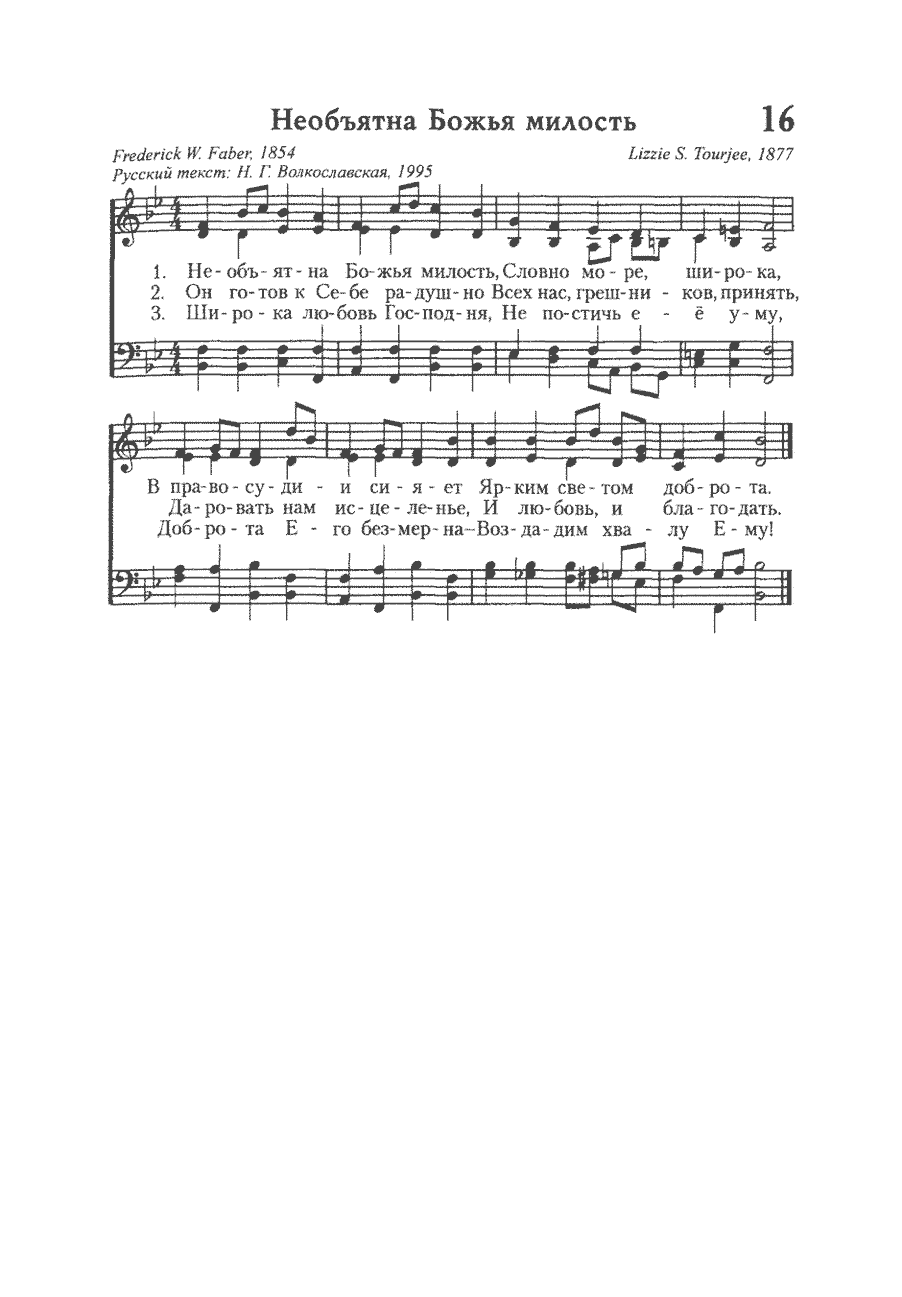 Необъятна Божья милость 16
Frederick W. Faber, 1854 Lizzie S. Tourjee, 1877
Русский текст: Н. Г. Волкославская, 1995
1. Не - объ - ят - на Бо - жья милость, Словно мо - ре, ши - ро - ка,
2. Он го - тов к Се - бе ра - душ - но Всех нас, греш - ни - ков, принять,
3. Ши - ро - ка лю - бовь Гос - под - ня, Не по - стичь е - ё у - му,
В пра - во - су - ди - и си - я - ет Яр - ким све - том доб - ро - та.
Да - ро - вать нам ис - це - ле - нье, И лю - бовь, и бла - го - дать.
Доб - ро - та Е - го без - мер - на – Воз - да - дим хва - лу Е - му!